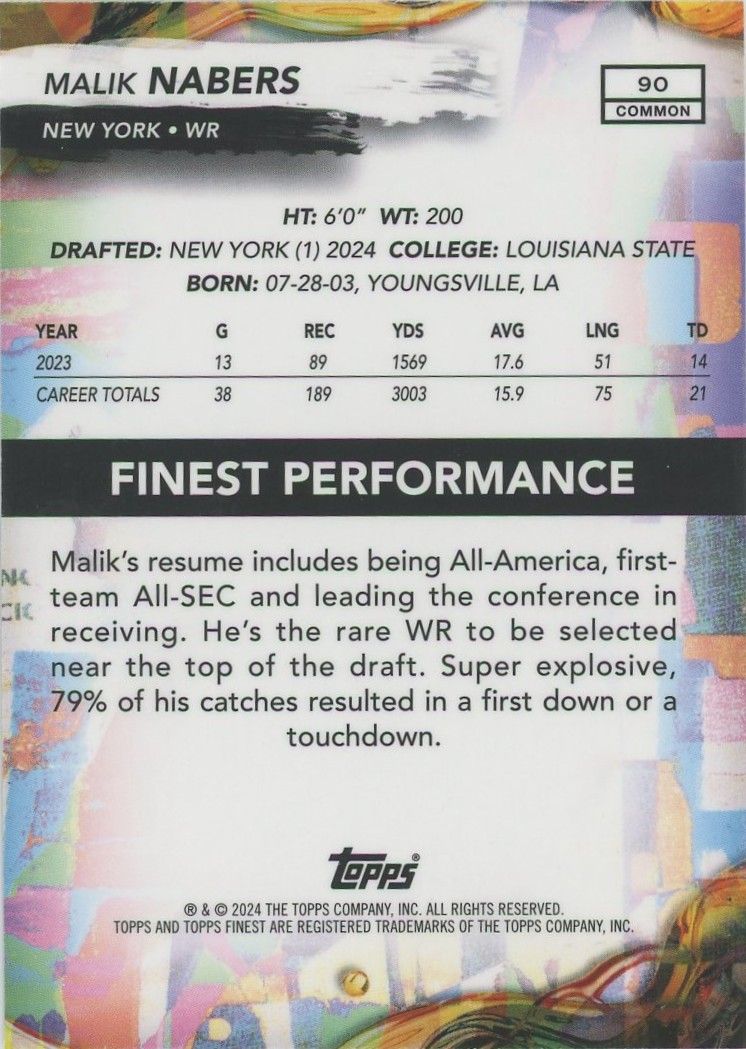 MALIK NABERS
90
COMMON
NEW YORK • WR
HT: 6'0" WT: 200
DRAFTED: NEW YORK (1) 2024 COLLEGE: LOUISIANA STATE
BORN: 07-28-03, YOUNGSVILLE, LA
YEAR G REC YDS AVG LNG TD
2023 13 89 1569 17.6 51 14
CAREER TOTALS 38 189 3003 15.9 75 21
FINEST PERFORMANCE
Malik's resume includes being All-America, first-
team All-SEC and leading the conference in
receiving. He's the rare WR to be selected
near the top of the draft. Super explosive,
79% of his catches resulted in a first down or a
touchdown.
topps®
® & © 2024 THE TOPPS COMPANY, INC. ALL RIGHTS RESERVED.
TOPPS AND TOPPS FINEST ARE REGISTERED TRADEMARKS OF THE TOPPS COMPANY, INC.